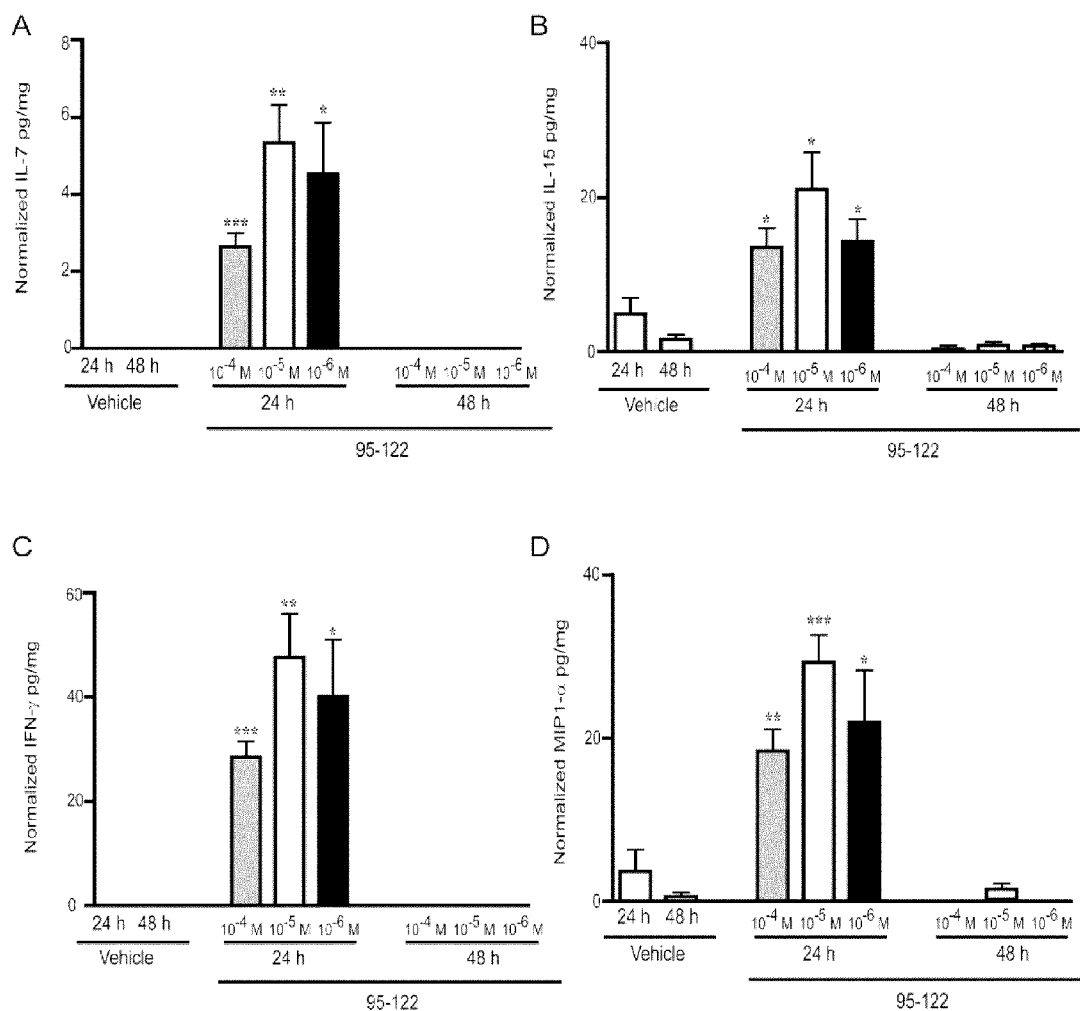 A
Normalized IL-7 pg/mg
8
6
4
2
0
***
**
*
24 h 48 h
10-4 M 10-5 M 10-6 M
10-4 M 10-5 M 10-6 M
Vehicle
24 h
48 h
95-122
B
Normalized IL-15 pg/mg
40
20
0
*
*
*
24 h 48 h
10-4 M 10-5 M 10-6 M
10-4 M 10-5 M 10-6 M
Vehicle
24 h
48 h
95-122
C
Normalized IFN-γ pg/mg
60
40
20
0
***
**
*
24 h 48 h
10-4 M 10-5 M 10-6 M
10-4 M 10-5 M 10-6 M
Vehicle
24 h
48 h
95-122
D
Normalized MIP1-α pg/mg
40
20
0
**
***
*
24 h 48 h
10-4 M 10-5 M 10-6 M
10-4 M 10-5 M 10-6 M
Vehicle
24 h
48 h
95-122